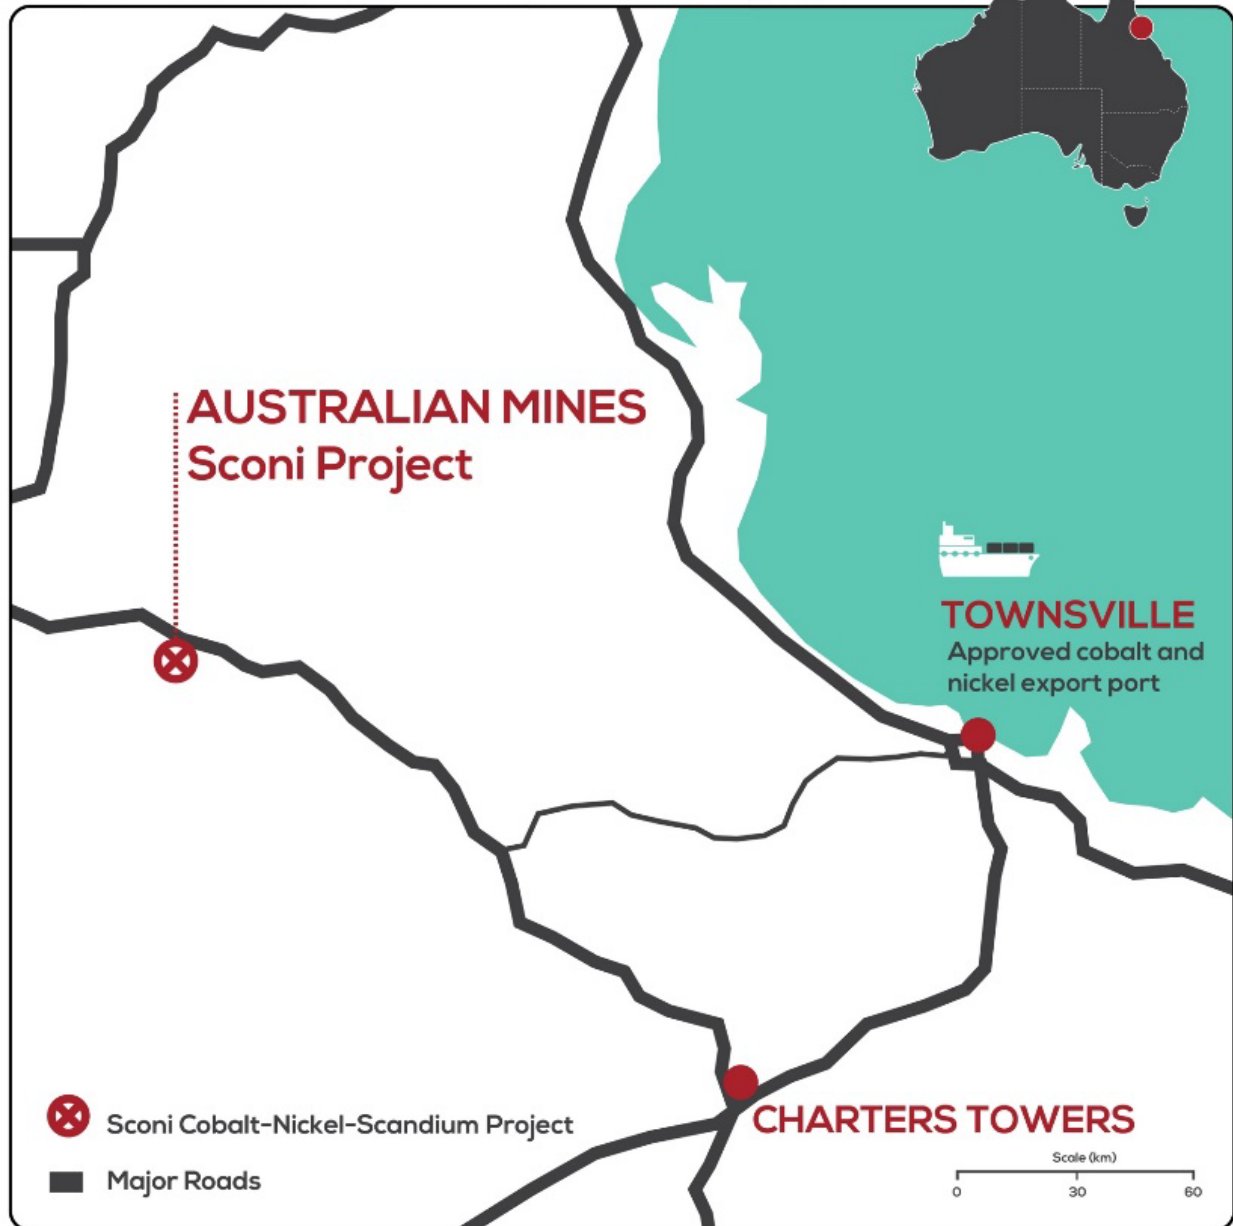 AUSTRALIAN MINES
Sconi Project
TOWNSVILLE
Approved cobalt and
nickel export port
CHARTERS TOWERS
Sconi Cobalt-Nickel-Scandium Project
Major Roads
Scale (km)
0 30 60